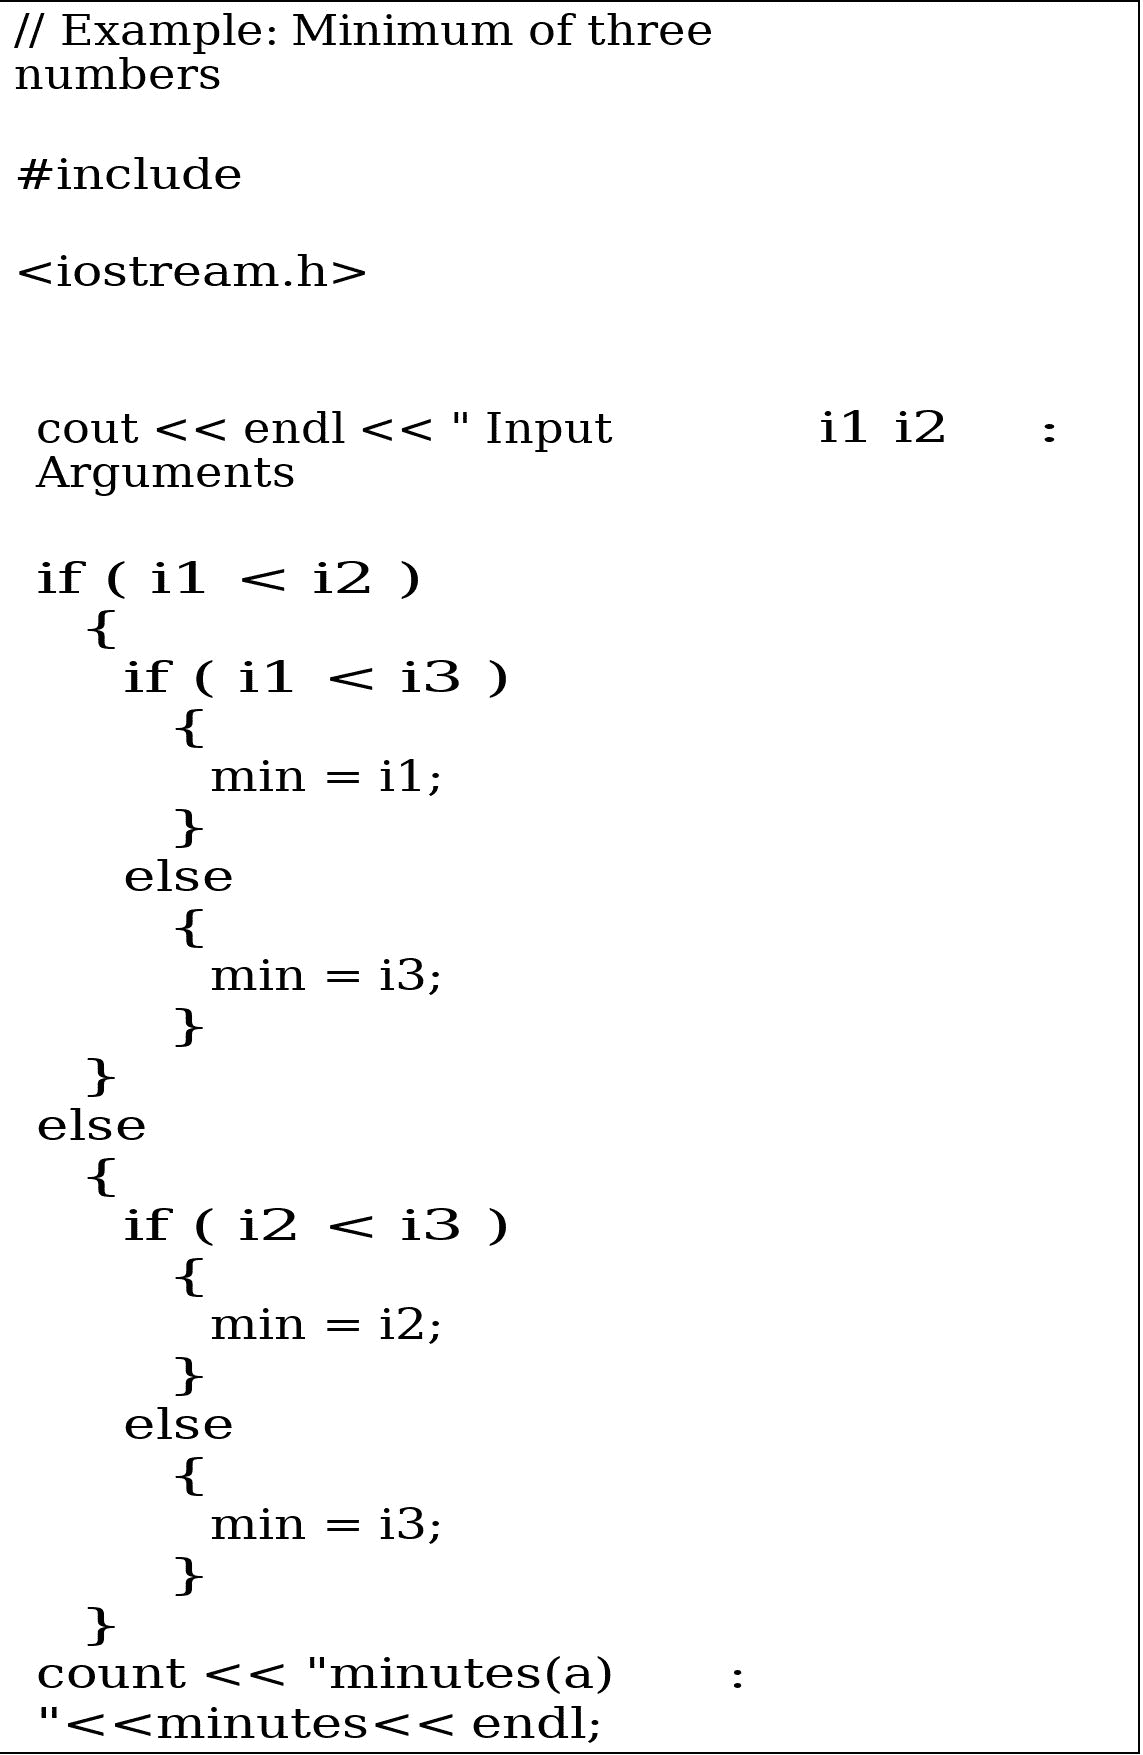 // Example: Minimum of three
numbers
#include
<iostream.h>
cout << endl << " Input i1 i2 :
Arguments
if ( i1 < i2 )
{
if ( i1 < i3 )
{
min = i1;
}
else
{
min = i3;
}
}
else
{
if ( i2 < i3 )
{
min = i2;
}
else
{
min = i3;
}
}
count << "minutes(a) :
"<<minutes<< endl;